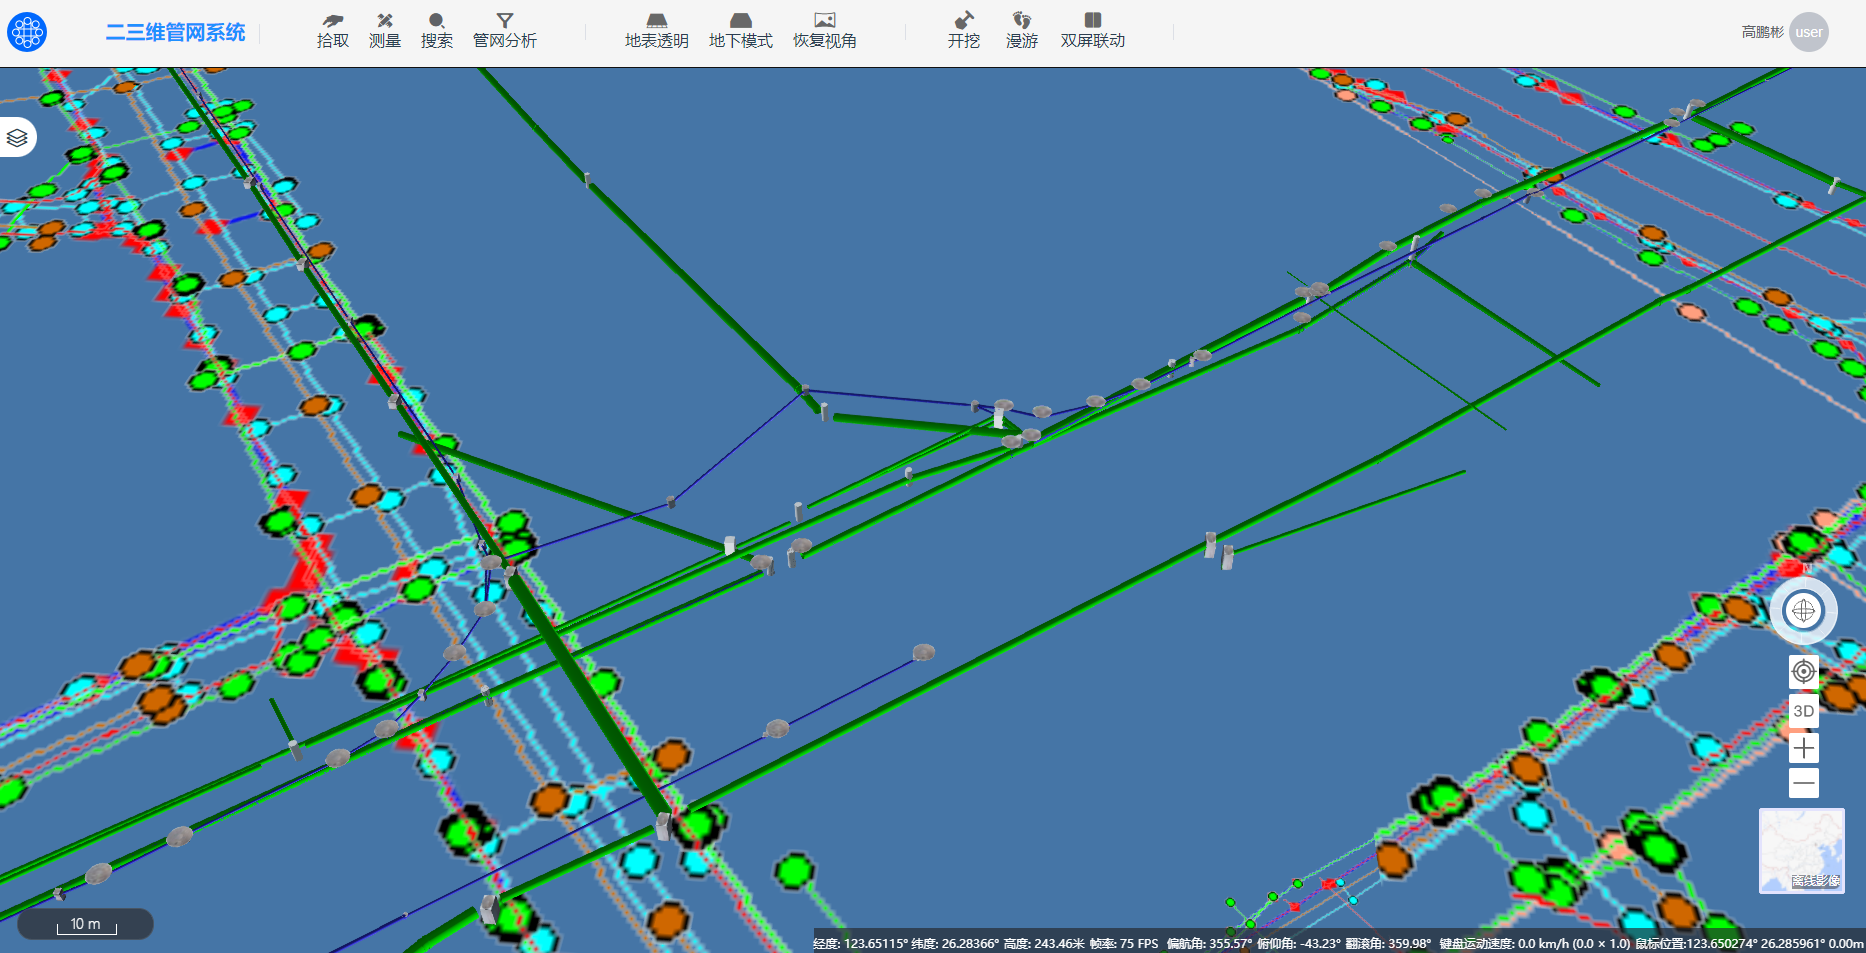 二三维管网系统
拾取 测量 搜索 管网分析 地表透明 地下模式 恢复视角 开挖 漫游 双屏联动
高鹏彬 user
N
3D
离线影像
10 m
经度: 123.65115° 纬度: 26.28366° 高度: 243.46米 帧率: 75 FPS 偏航角: 355.57° 俯仰角: -43.23° 翻滚角: 359.98° 键盘运动速度: 0.0 km/h (0.0 × 1.0) 鼠标位置:123.650274° 26.285961° 0.00m